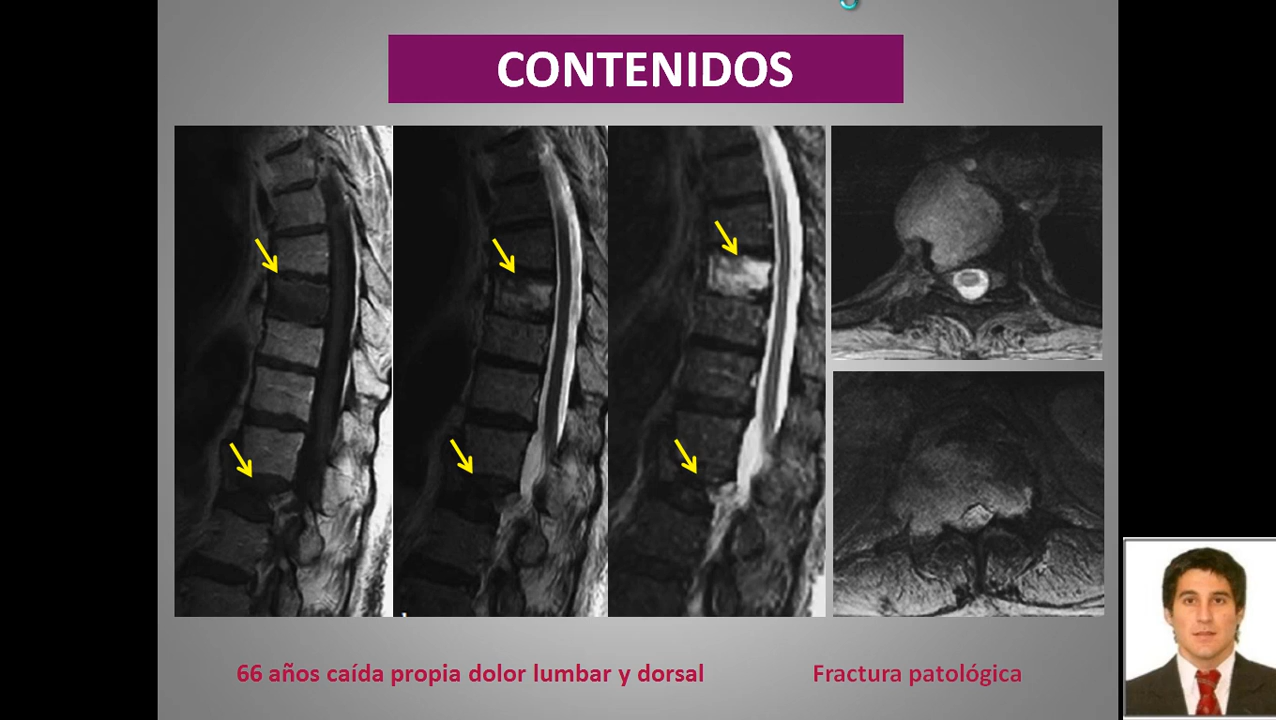 CONTENIDOS
66 años caída propia dolor lumbar y dorsal
Fractura patológica